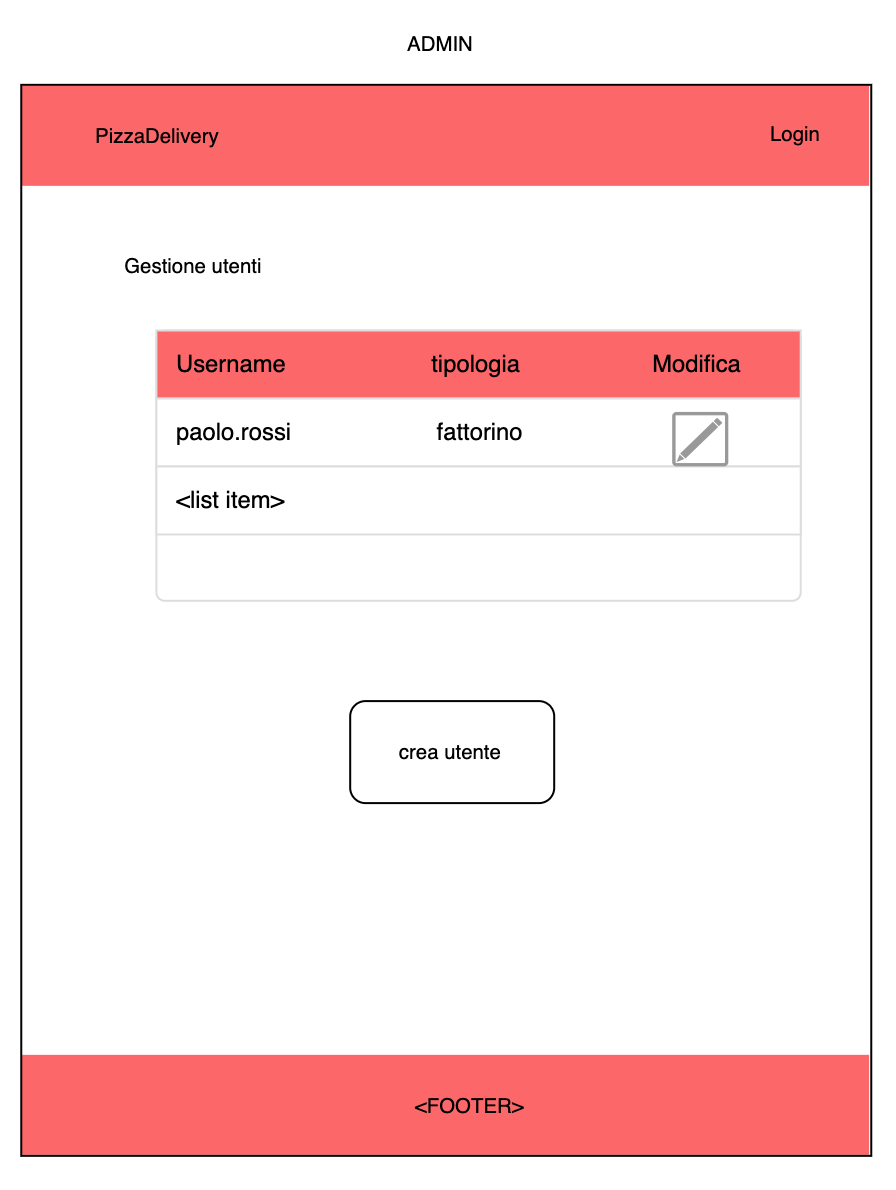 ADMIN
PizzaDelivery
Login
Gestione utenti
Username tipologia Modifica
paolo.rossi fattorino
<list item>
crea utente
<FOOTER>